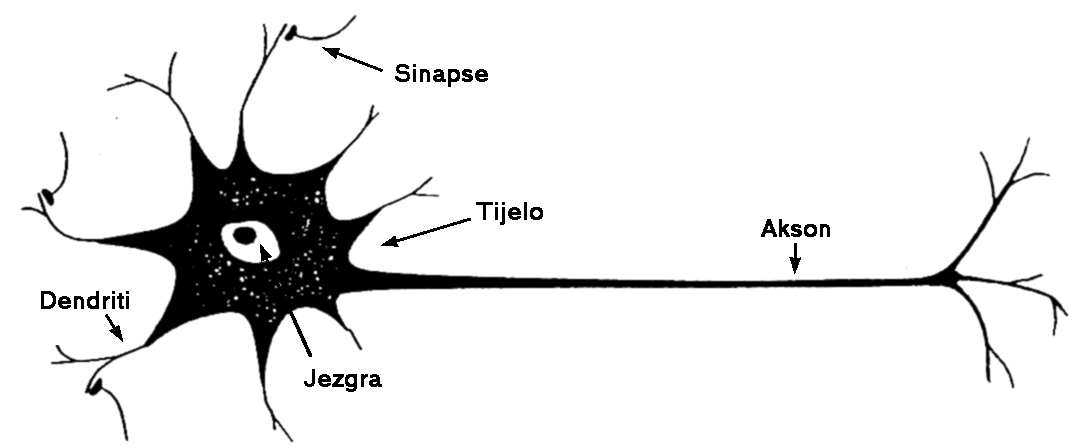 Sinapse
Tijelo
Akson
Dendriti
Jezgra